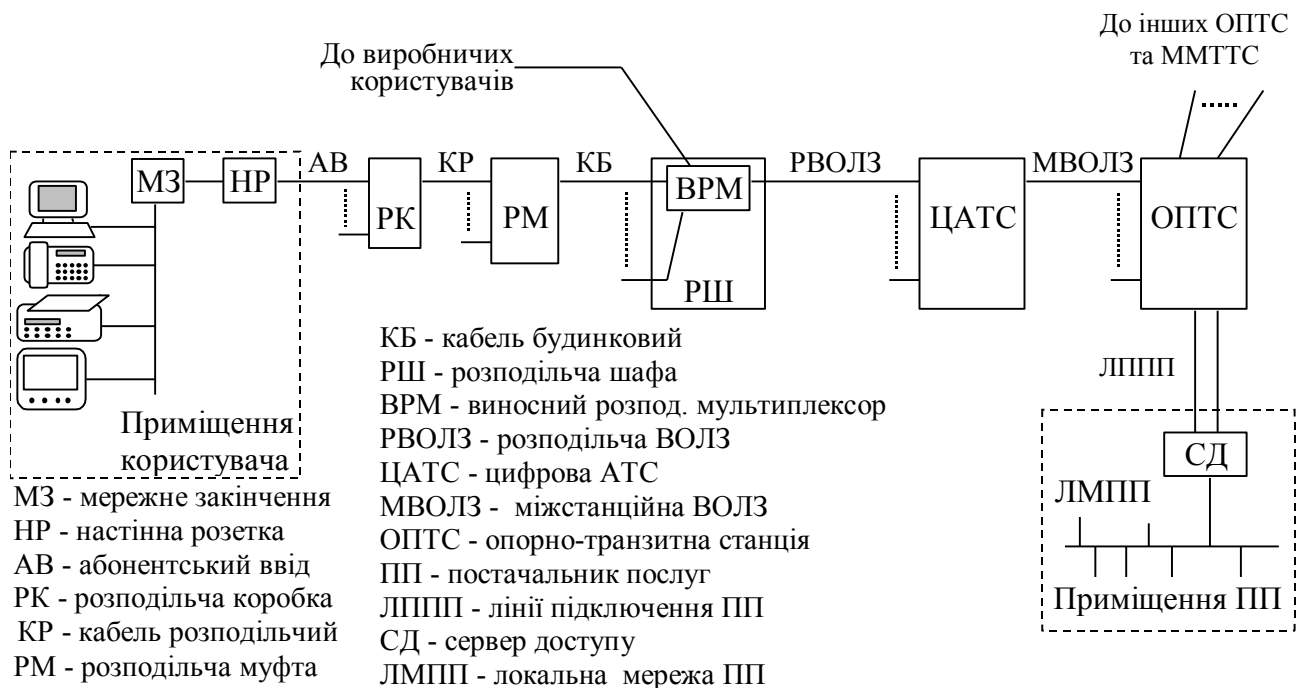 До інших ОПТС
та ММТТС
До виробничих
користувачів
АВ
КР
КБ
РВОЛЗ
МВОЛЗ
МЗ
НР
РК
РМ
ВРМ
РШ
ЦАТС
ОПТС
Приміщення
користувача
ЛППП
СД
ЛМПП
Приміщення ПП
МЗ - мережне закінчення
НР - настінна розетка
АВ - абонентський ввід
РК - розподільча коробка
КР - кабель розподільчий
РМ - розподільча муфта
КБ - кабель будинковий
РШ - розподільча шафа
ВРМ - виносний розпод. мультиплексор
РВОЛЗ - розподільча ВОЛЗ
ЦАТС - цифрова АТС
МВОЛЗ - міжстанційна ВОЛЗ
ОПТС - опорно-транзитна станція
ПП - постачальник послуг
ЛППП - лінії підключення ПП
СД - сервер доступу
ЛМПП - локальна мережа ПП